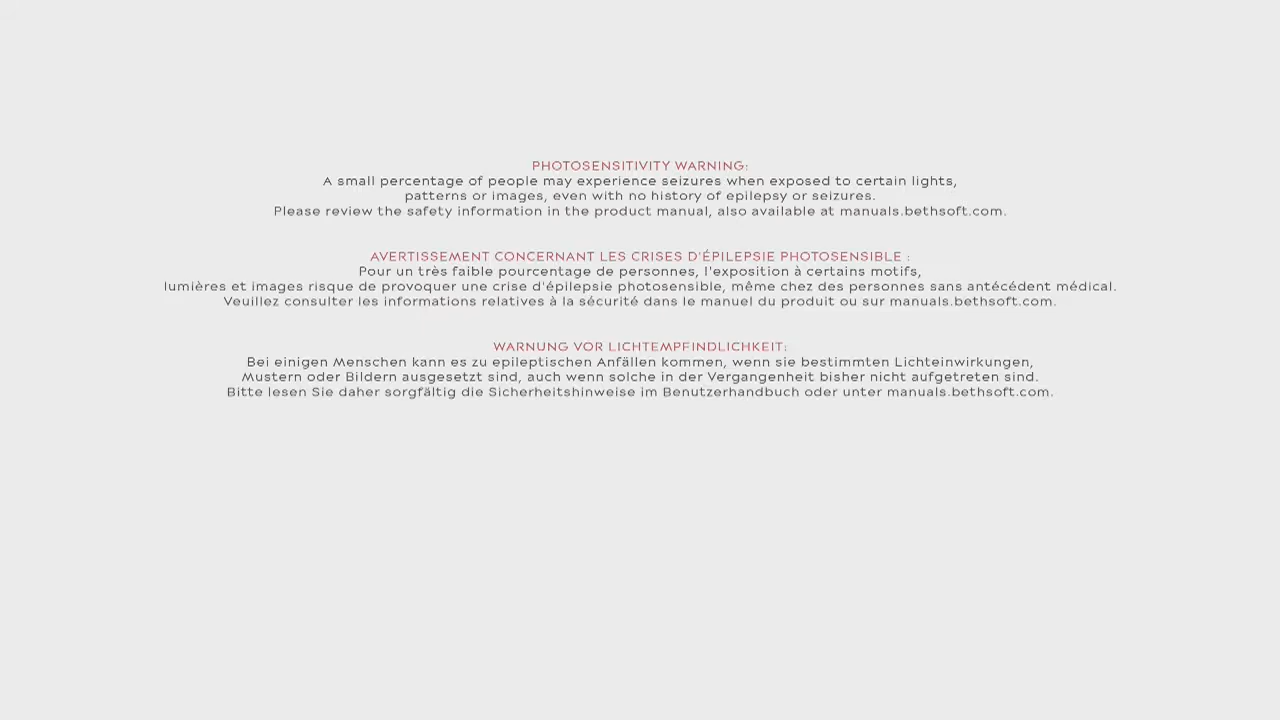 PHOTOSENSITIVITY WARNING:
A small percentage of people may experience seizures when exposed to certain lights,
patterns or images, even with no history of epilepsy or seizures.
Please review the safety information in the product manual, also available at manuals.bethsoft.com.
AVERTISSEMENT CONCERNANT LES CRISES D'ÉPILEPSIE PHOTOSENSIBLE :
Pour un très faible pourcentage de personnes, l'exposition à certains motifs,
lumières et images risque de provoquer une crise d'épilepsie photosensible, même chez des personnes sans antécédent médical.
Veuillez consulter les informations relatives à la sécurité dans le manuel du produit ou sur manuals.bethsoft.com.
WARNUNG VOR LICHTEMPFINDLICHKEIT:
Bei einigen Menschen kann es zu epileptischen Anfällen kommen, wenn sie bestimmten Lichteinwirkungen,
Mustern oder Bildern ausgesetzt sind, auch wenn solche in der Vergangenheit bisher nicht aufgetreten sind.
Bitte lesen Sie daher sorgfältig die Sicherheitshinweise im Benutzerhandbuch oder unter manuals.bethsoft.com.